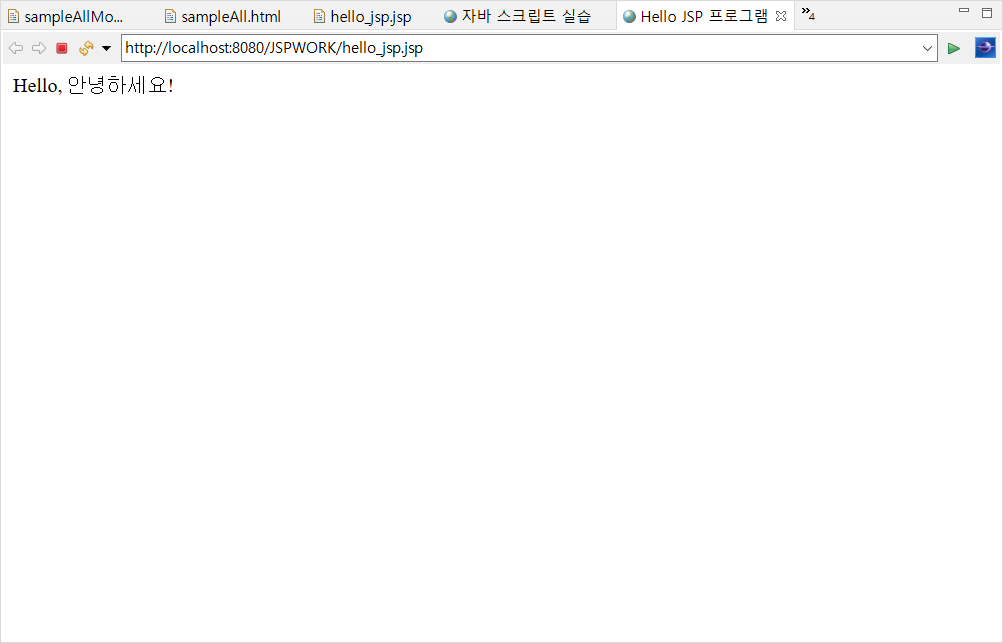 sampleAllMo... sampleAll.html hello_jsp.jsp 자바 스크립트 실습 Hello JSP 프로그램 »4
http://localhost:8080/JSPWORK/hello_jsp.jsp
Hello, 안녕하세요!